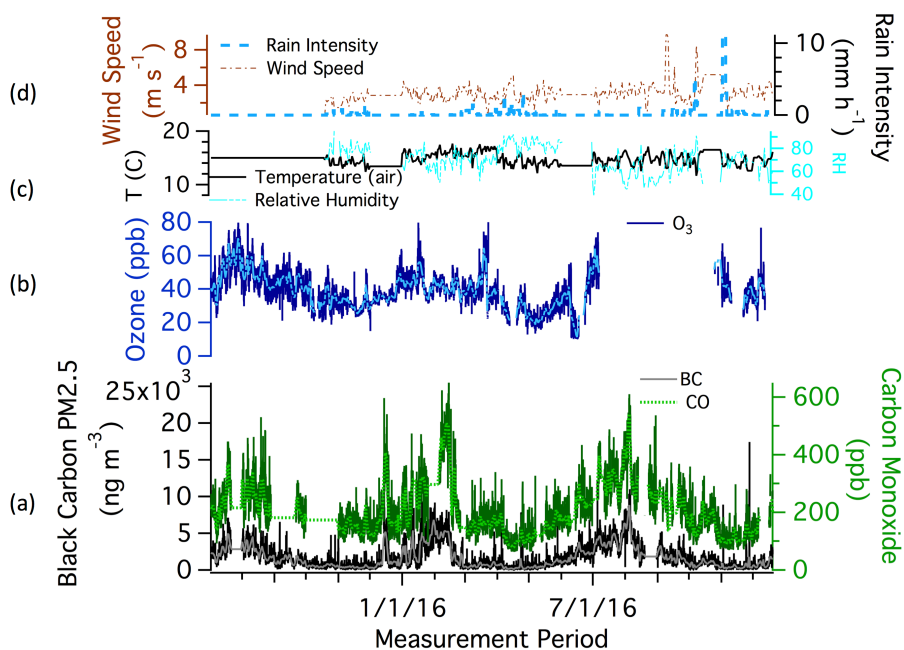 (d)
Wind Speed
(m s-1)
8
4
Rain Intensity
Wind Speed
10
0
(mm h-1)
Rain Intensity
(c)
T (C)
20
10
Temperature (air)
Relative Humidity
80
60
40
RH
(b)
Ozone (ppb)
80
60
40
20
0
O3
(a)
Black Carbon PM2.5
(ng m-3)
25x10 3
20
15
10
5
0
BC
CO
600
400
200
0
Carbon Monoxide
(ppb)
1/1/16
7/1/16
Measurement Period